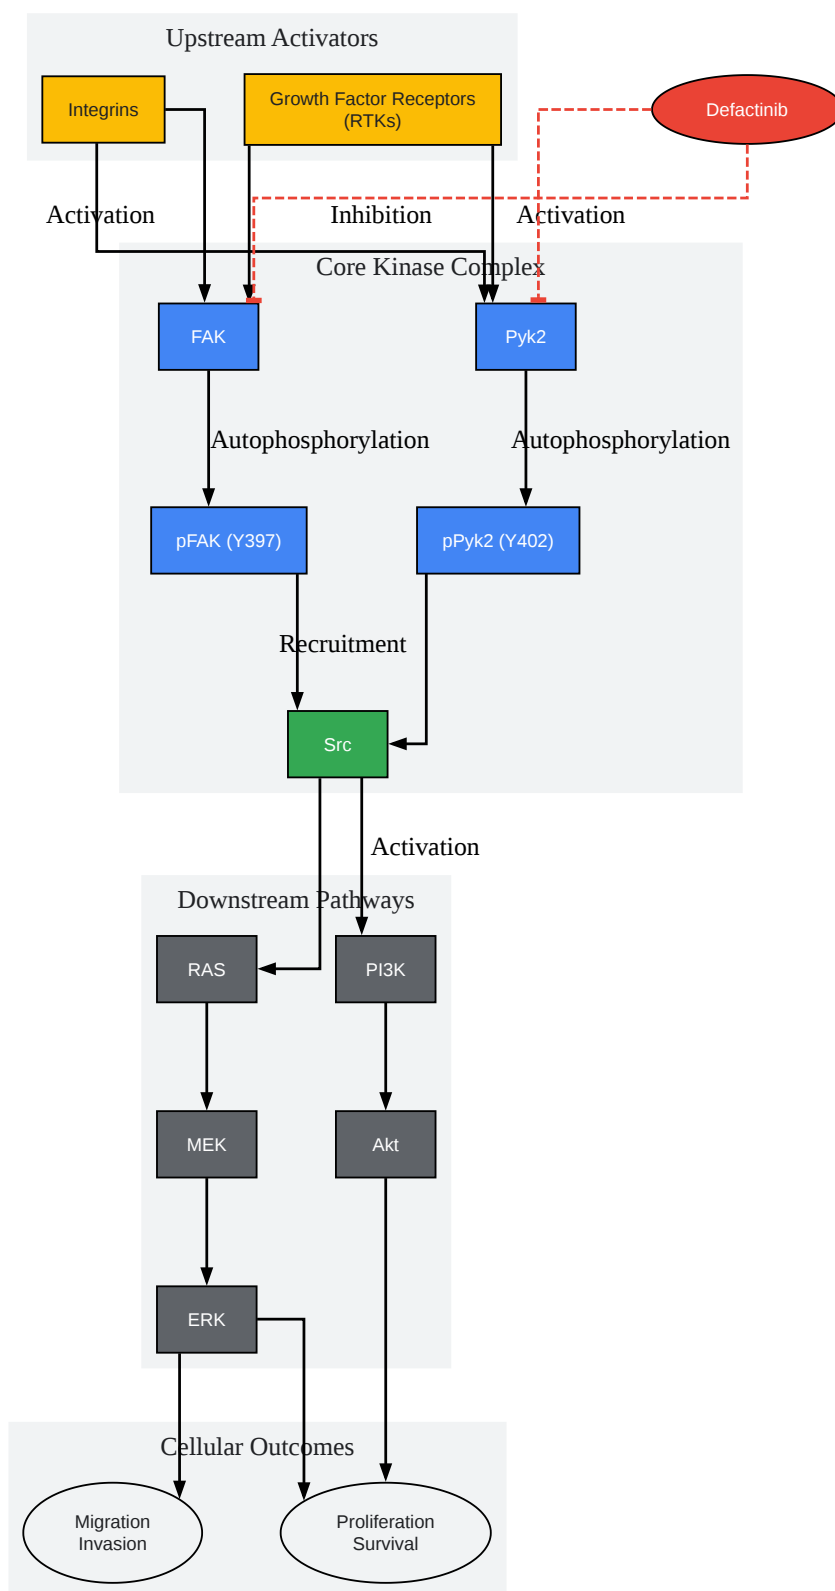 Upstream Activators
Integrins
Growth Factor Receptors
(RTKs)
Defactinib
Activation
Inhibition
Activation
Core Kinase Complex
FAK
Pyk2
Autophosphorylation
Autophosphorylation
pFAK (Y397)
pPyk2 (Y402)
Recruitment
Src
Activation
Downstream Pathways
RAS
PI3K
MEK
Akt
ERK
Cellular Outcomes
Migration
Invasion
Proliferation
Survival